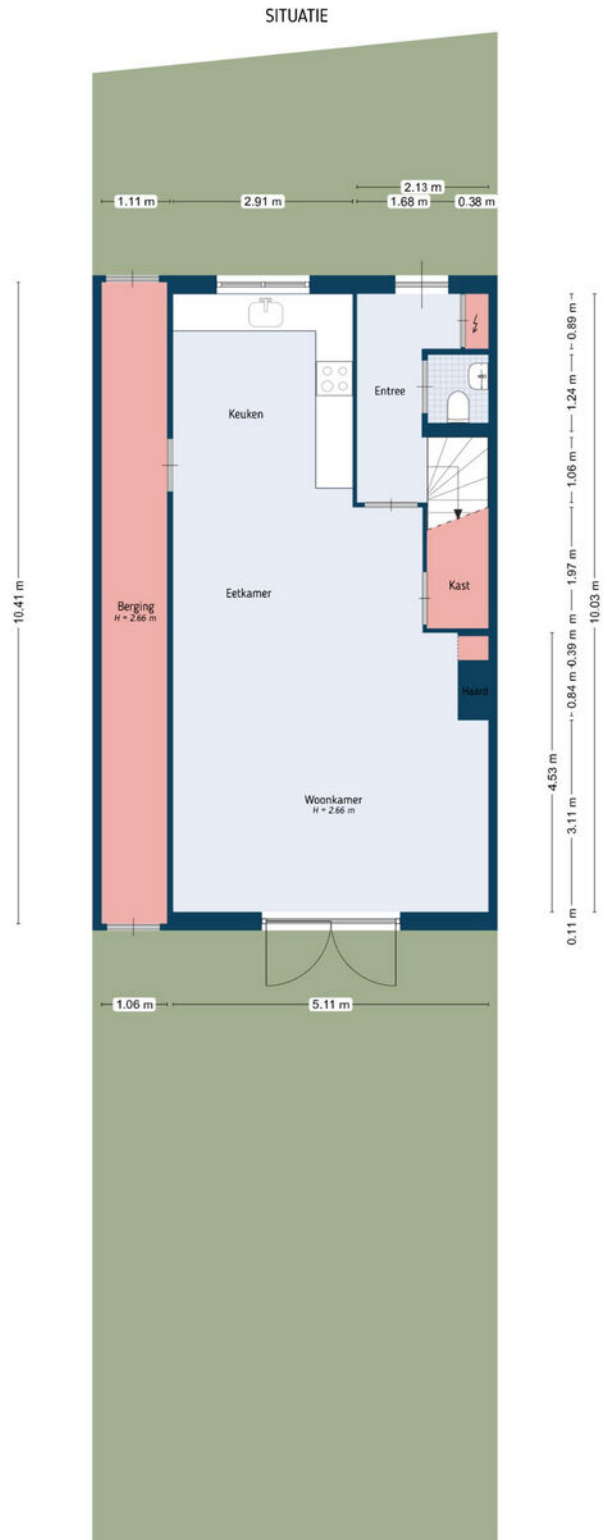 SITUATIE
2.13 m
1.11 m
2.91 m
1.68 m
0.38 m
0.89 m
Entree
1.24 m
Keuken
1.06 m
Kast
1.97 m
Eetkamer
Berging
H = 2.66 m
10.41 m
10.03 m
0.39 m
Haard
0.84 m
4.53 m
Woonkamer
H = 2.66 m
3.11 m
0.11 m
1.06 m
5.11 m